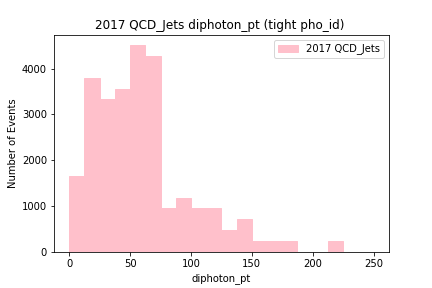 2017 QCD_Jets diphoton_pt (tight pho_id)
2017 QCD_Jets
Number of Events
4000
3000
2000
1000
0
0 50 100 150 200 250
diphoton_pt